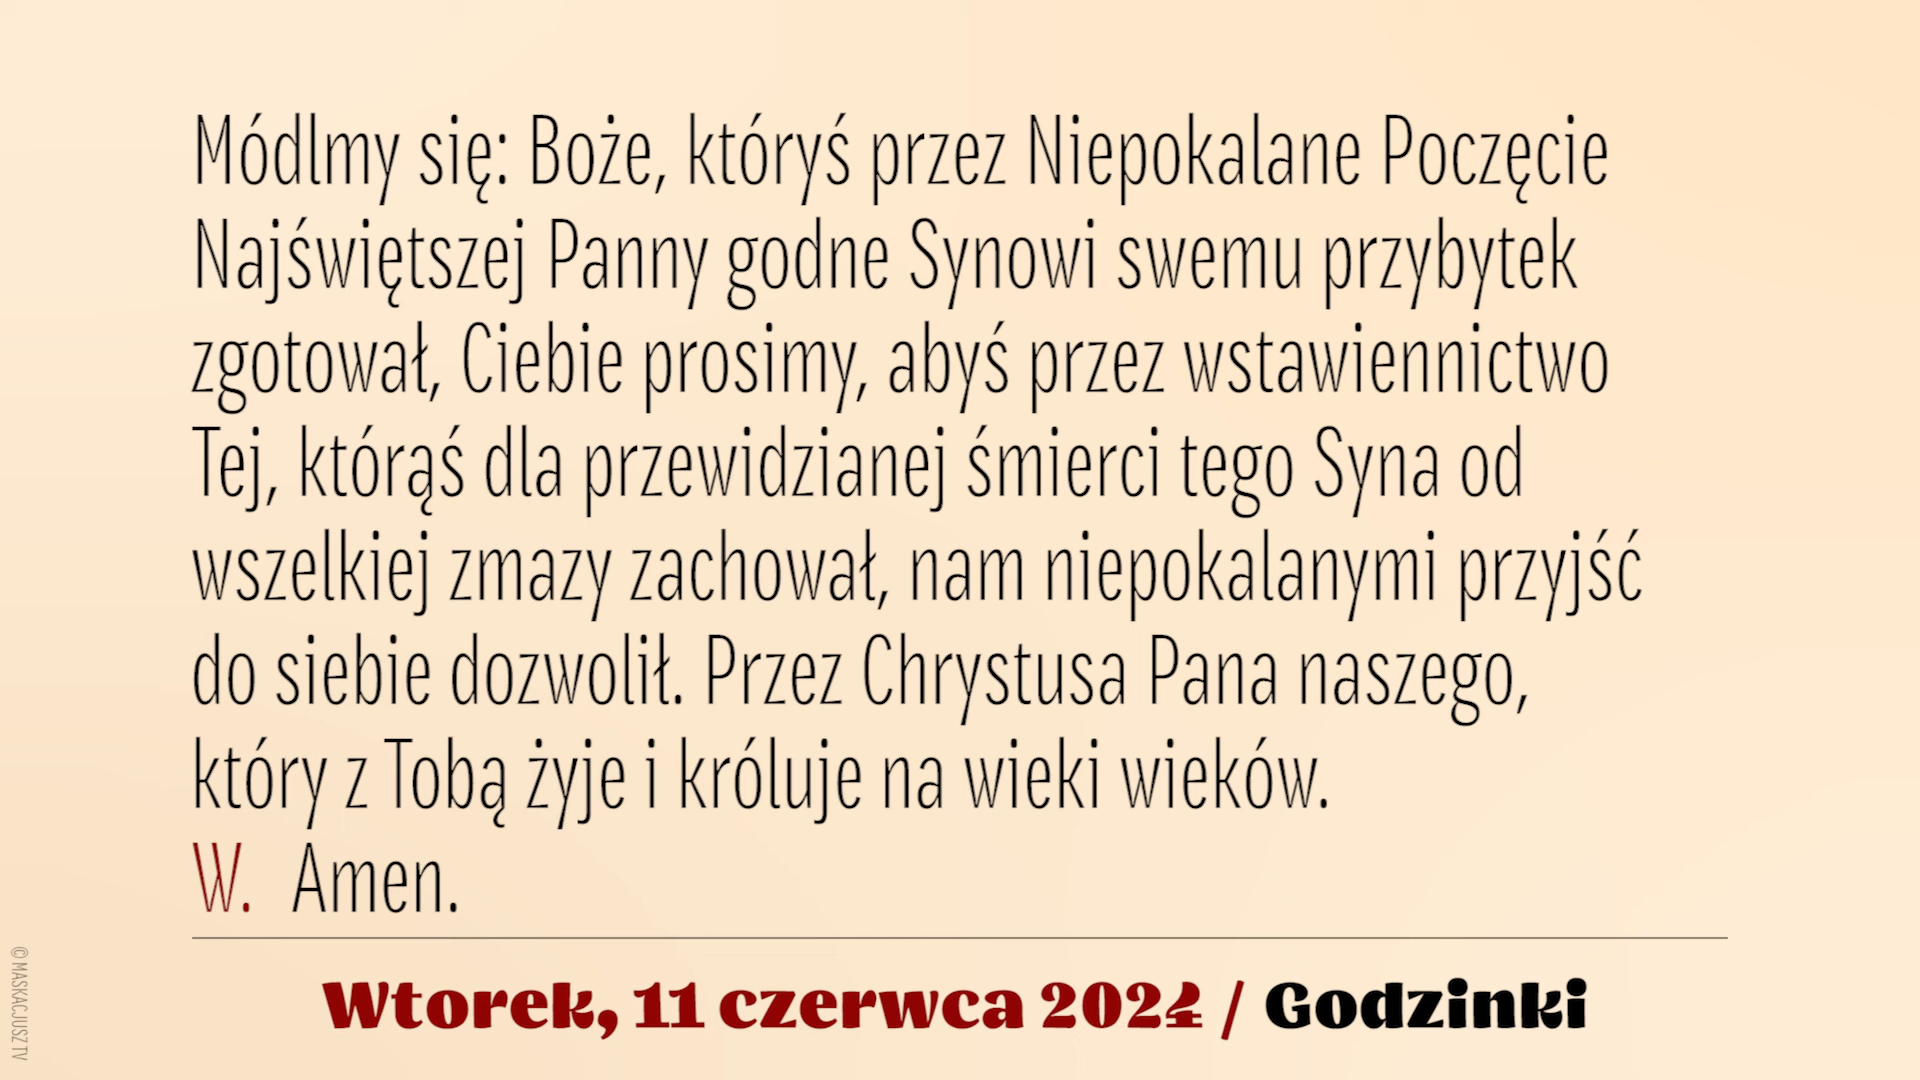 Módlmy się: Boże, któryś przez Niepokalane Poczęcie
Najświętszej Panny godne Synowi swemu przybytek
zgotował, Ciebie prosimy, abyś przez wstawiennictwo
Tej, którąś dla przewidzianej śmierci tego Syna od
wszelkiej zmazy zachował, nam niepokalanymi przyjść
do siebie dozwolił. Przez Chrystusa Pana naszego,
który z Tobą żyje i króluje na wieki wieków.
W. Amen.
Wtorek, 11 czerwca 2024 / Godzinki
© MASKACJUSZ TV